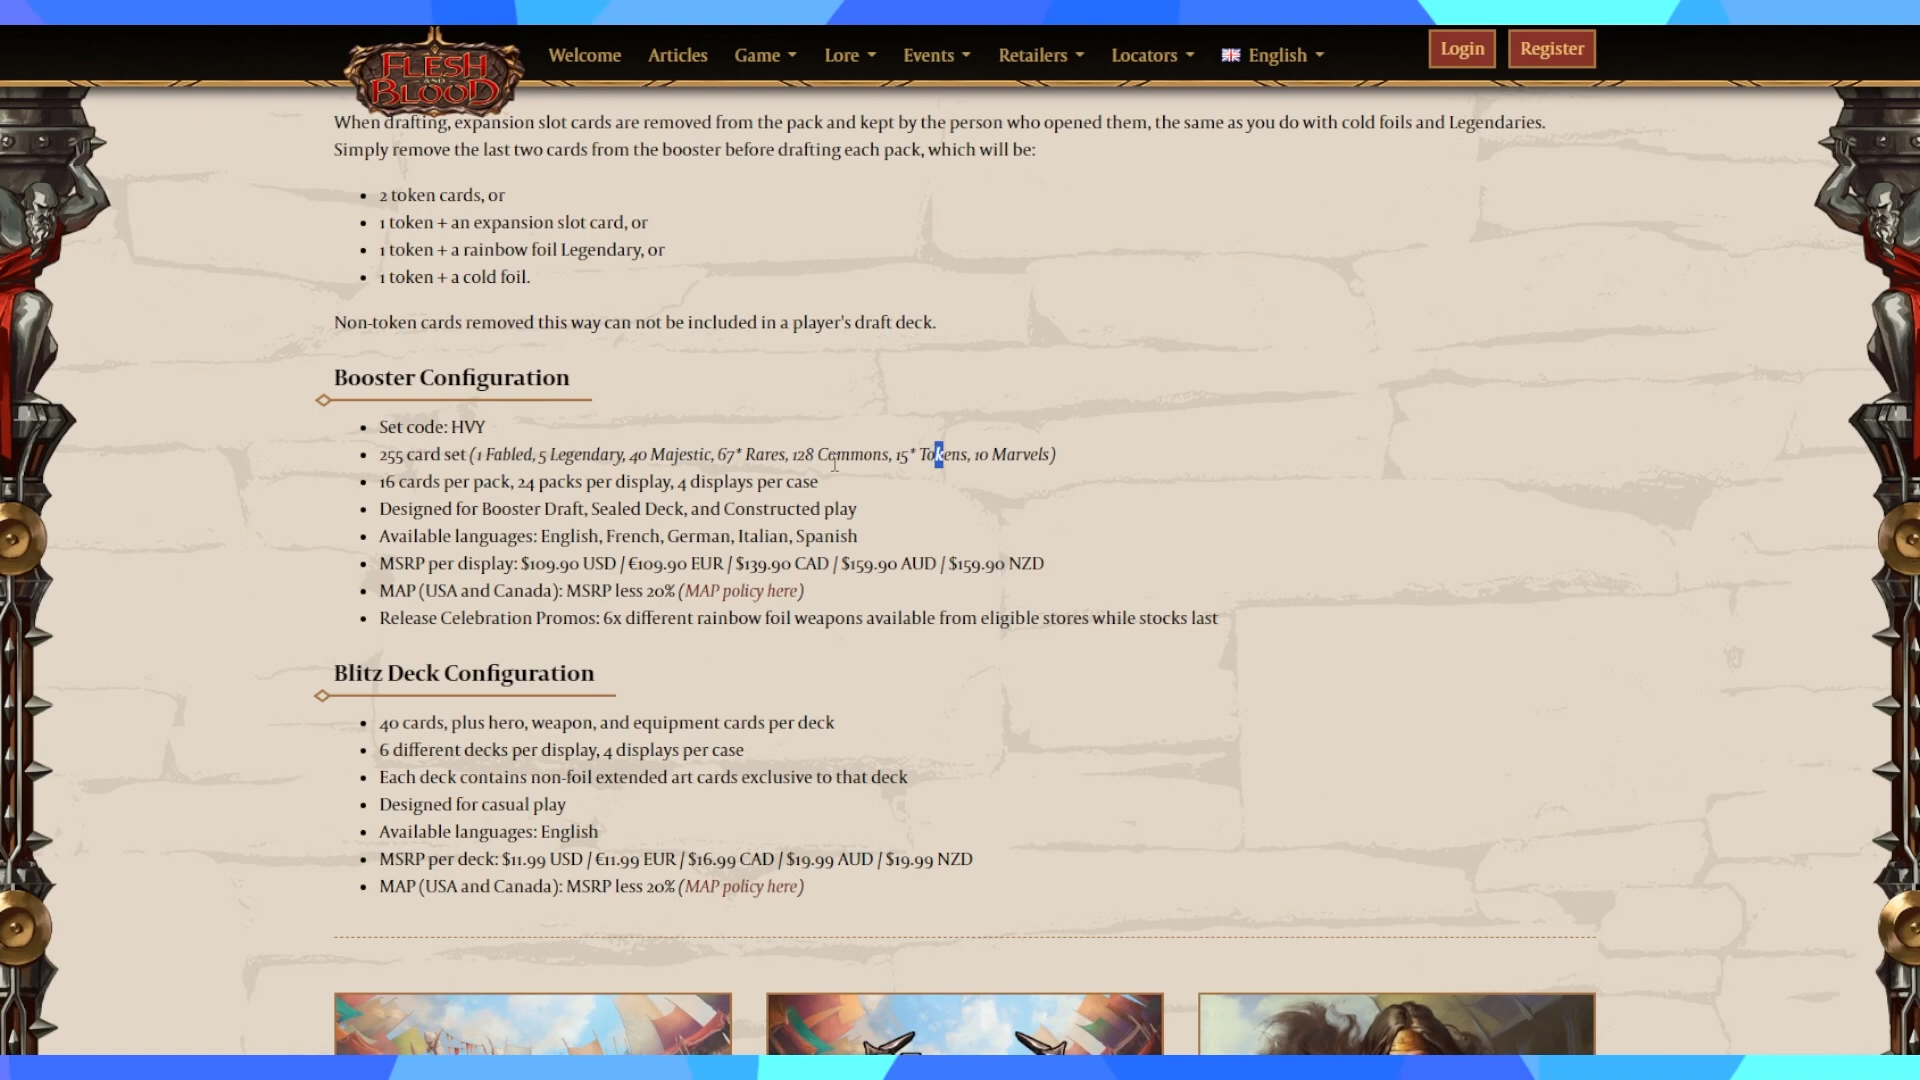 FLESH AND BLOOD
Welcome Articles Game Lore Events Retailers Locators English Login Register
When drafting, expansion slot cards are removed from the pack and kept by the person who opened them, the same as you do with cold foils and Legendaries.
Simply remove the last two cards from the booster before drafting each pack, which will be:
• 2 token cards, or
• 1 token + an expansion slot card, or
• 1 token + a rainbow foil Legendary, or
• 1 token + a cold foil.
Non-token cards removed this way can not be included in a player's draft deck.
Booster Configuration
• Set code: HVY
• 255 card set (1 Fabled, 5 Legendary, 40 Majestic, 67* Rares, 128 Commons, 15* Tokens, 10 Marvels)
• 16 cards per pack, 24 packs per display, 4 displays per case
• Designed for Booster Draft, Sealed Deck, and Constructed play
• Available languages: English, French, German, Italian, Spanish
• MSRP per display: $109.90 USD / €109.90 EUR / $139.90 CAD / $159.90 AUD / $159.90 NZD
• MAP (USA and Canada): MSRP less 20% (MAP policy here)
• Release Celebration Promos: 6x different rainbow foil weapons available from eligible stores while stocks last
Blitz Deck Configuration
• 40 cards, plus hero, weapon, and equipment cards per deck
• 6 different decks per display, 4 displays per case
• Each deck contains non-foil extended art cards exclusive to that deck
• Designed for casual play
• Available languages: English
• MSRP per deck: $11.99 USD / €11.99 EUR / $16.99 CAD / $19.99 AUD / $19.99 NZD
• MAP (USA and Canada): MSRP less 20% (MAP policy here)